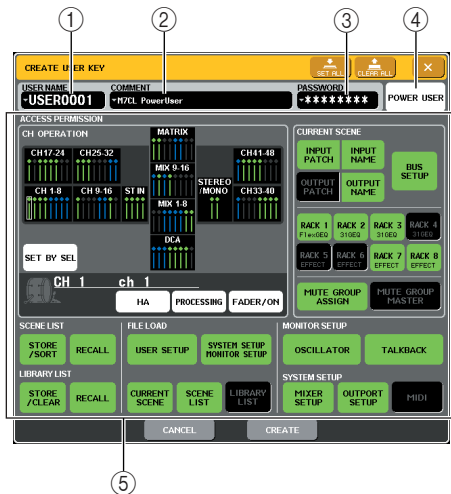 1 2 3 4
CREATE USER KEY
SET ALL CLEAR ALL ×
USER NAME COMMENT PASSWORD
USER0001 M7CL PowerUser ******** POWER USER
ACCESS PERMISSION
CH OPERATION
MATRIX
CH17-24 CH25-32 CH41-48
MIX 9-16
CH 1-8 CH 9-16 ST IN STEREO /MONO CH33-40
MIX 1-8
DCA
SET BY SEL
CH 1 ch 1
HA PROCESSING FADER/ON
CURRENT SCENE
INPUT PATCH INPUT NAME BUS SETUP
OUTPUT PATCH OUTPUT NAME
RACK 1 FlexGEQ RACK 2 31GEQ RACK 3 31GEQ RACK 4 31GEQ
RACK 5 EFFECT RACK 6 EFFECT RACK 7 EFFECT RACK 8 EFFECT
MUTE GROUP ASSIGN MUTE GROUP MASTER
SCENE LIST FILE LOAD MONITOR SETUP
STORE /SORT RECALL USER SETUP SYSTEM SETUP MONITOR SETUP OSCILLATOR TALKBACK
LIBRARY LIST SYSTEM SETUP
STORE /CLEAR RECALL CURRENT SCENE SCENE LIST LIBRARY LIST MIXER SETUP OUTPORT SETUP MIDI
CANCEL CREATE
5